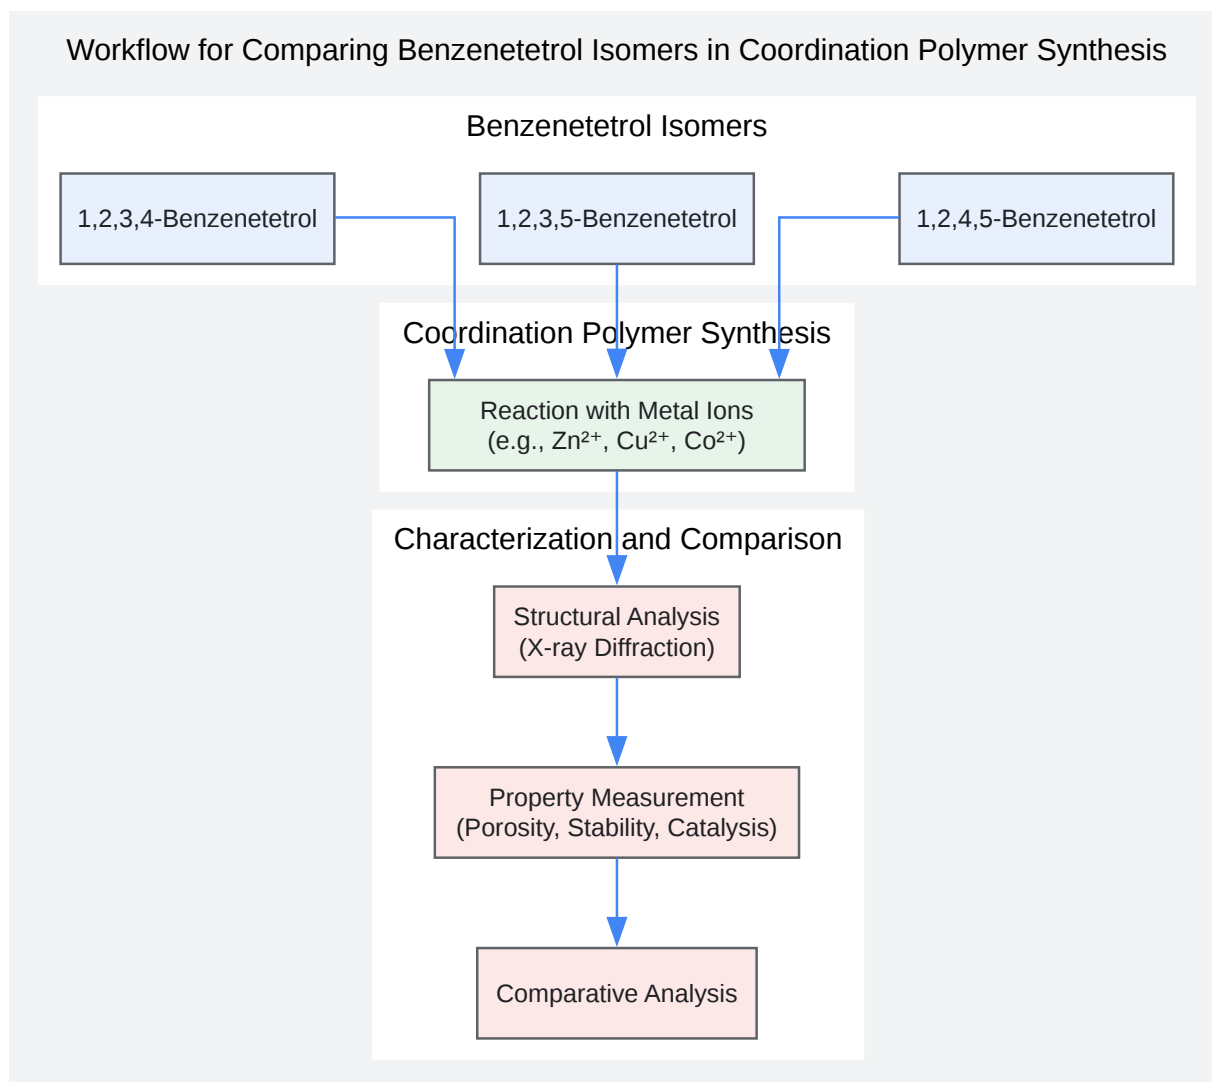 Workflow for Comparing Benzenetetrol Isomers in Coordination Polymer Synthesis
Benzenetetrol Isomers
1,2,3,4-Benzenetetrol
1,2,3,5-Benzenetetrol
1,2,4,5-Benzenetetrol
Coordination Polymer Synthesis
Reaction with Metal Ions
(e.g., Zn²⁺, Cu²⁺, Co²⁺)
Characterization and Comparison
Structural Analysis
(X-ray Diffraction)
Property Measurement
(Porosity, Stability, Catalysis)
Comparative Analysis